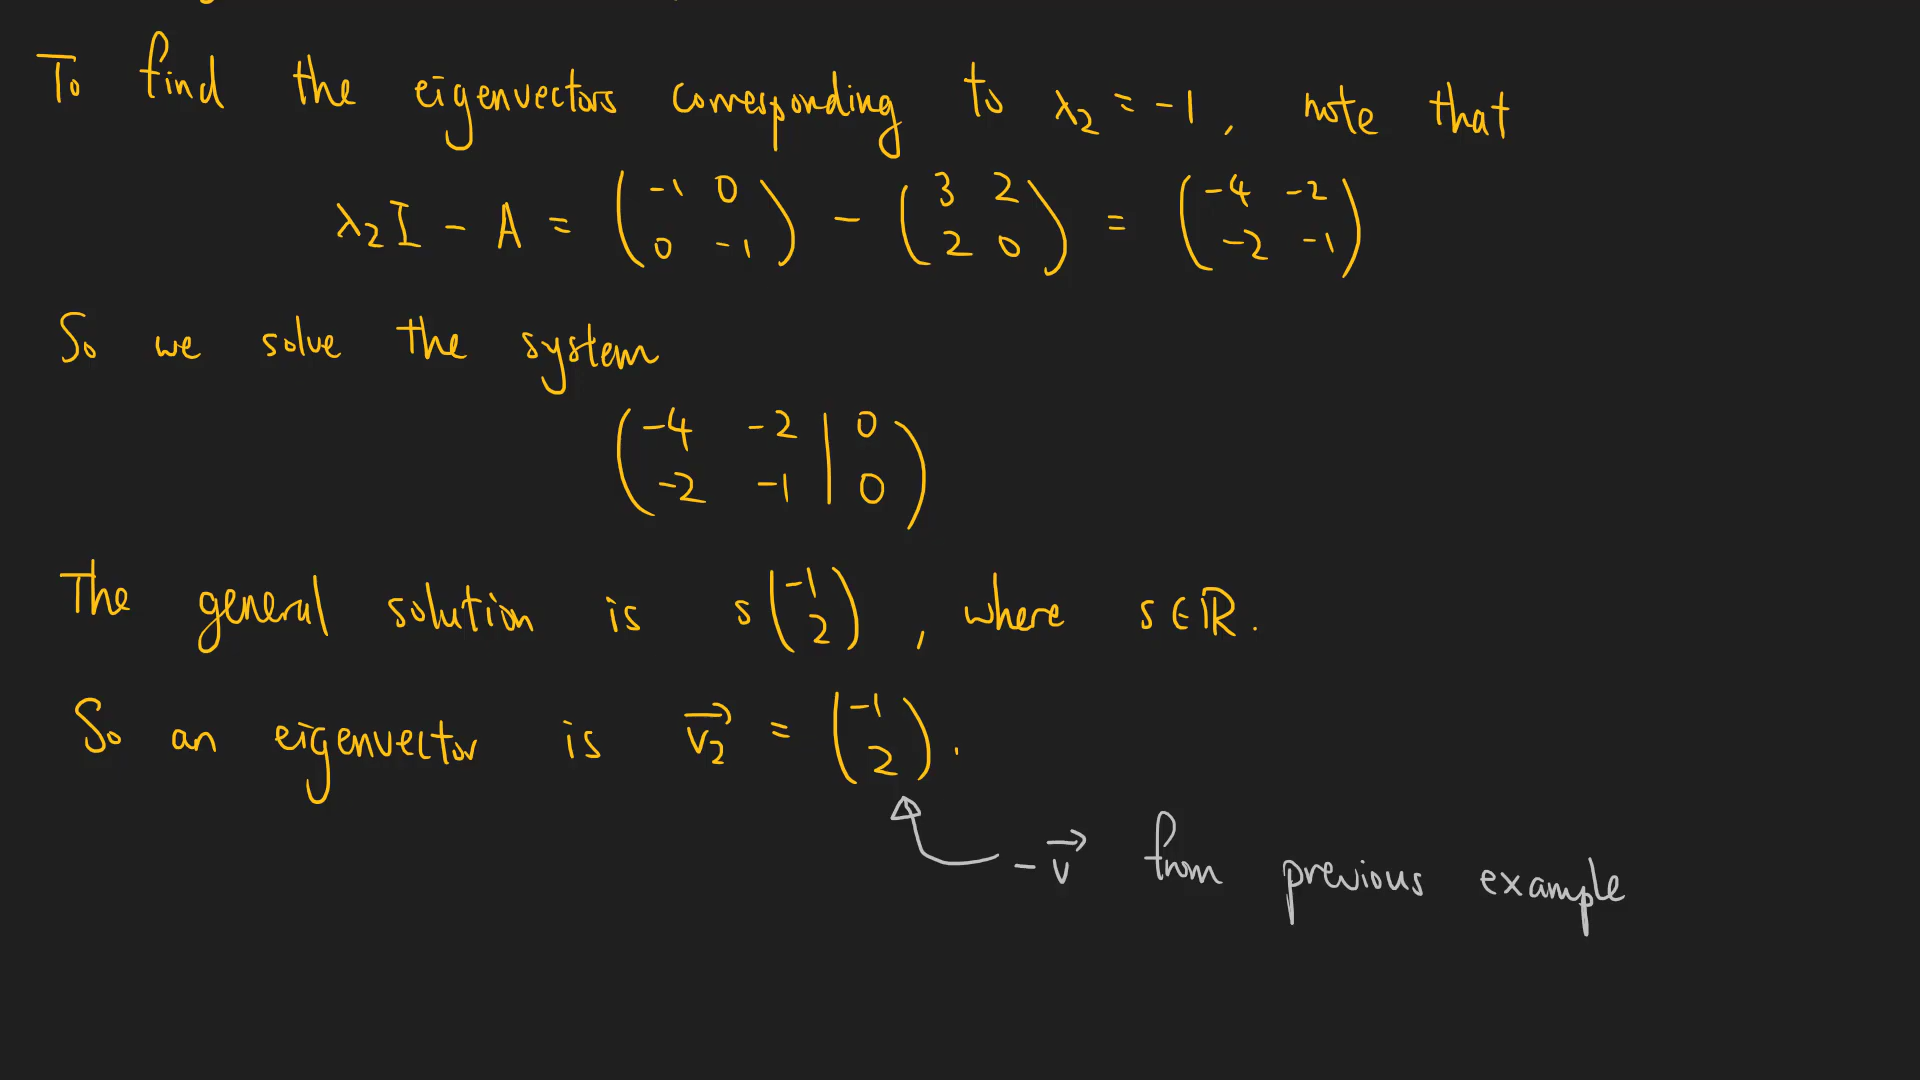 To find the eigenvectors corresponding to λ₂ = -1, note that
λ₂I - A = (-1 0 / 0 -1) - (3 2 / 2 0) = (-4 -2 / -2 -1)
So we solve the system
(-4 -2 | 0 / -2 -1 | 0)
The general solution is s(-1 / 2), where s∈ℝ.
So an eigenvector is v⃗₂ = (-1 / 2).
-v⃗ from previous example